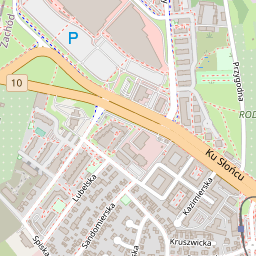 Zachód
P
Przygodna
10
ROD
Ku Słońcu
Lubelska
Kazimierska
Sandomierska
Spiska
Kruszwicka